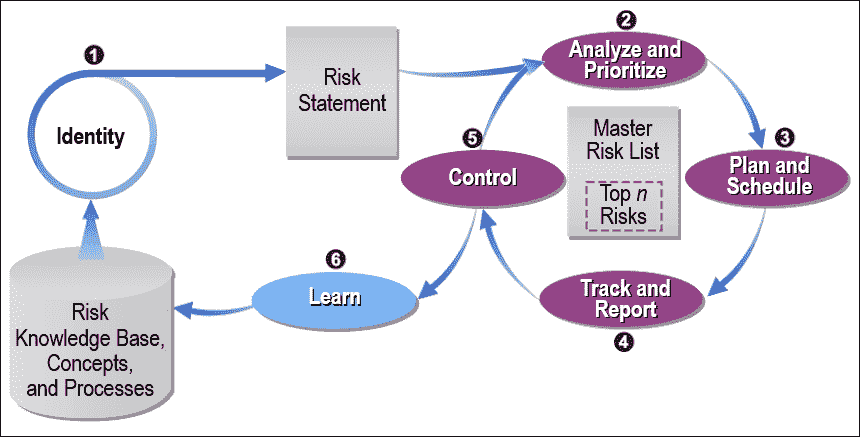 1
Identity
Risk
Statement
2
Analyze and
Prioritize
3
Plan and
Schedule
Master
Risk List
Top n
Risks
Track and
Report
4
5
Control
6
Learn
Risk
Knowledge Base,
Concepts,
and Processes